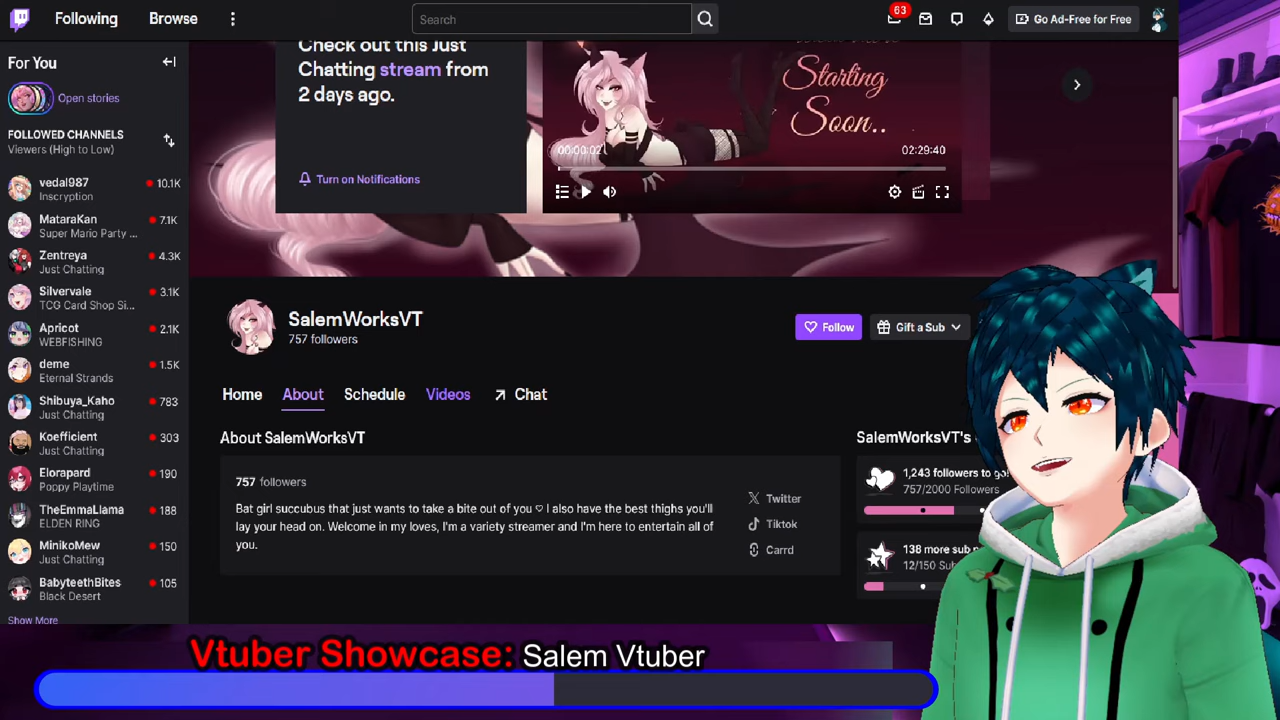 Following
Browse
Search
63
Go Ad-Free for Free
For You
Open stories
FOLLOWED CHANNELS
Viewers (High to Low)
vedal987
10.1K
Inscryption
MataraKan
7.1K
Super Mario Party ...
Zentreya
4.3K
Just Chatting
Silvervale
3.1K
TCG Card Shop Si...
Apricot
2.1K
WEBFISHING
deme
1.5K
Eternal Strands
Shibuya_Kaho
783
Just Chatting
Koefficient
303
Just Chatting
Elorapard
190
Poppy Playtime
TheEmmaLlama
188
ELDEN RING
MinikoMew
150
Just Chatting
BabyteethBites
105
Black Desert
Show More
Check out this Just
Chatting stream from
2 days ago.
Turn on Notifications
Starting
Soon..
00:00:02
02:29:40
SalemWorksVT
757 followers
Follow
Gift a Sub
Home
About
Schedule
Videos
Chat
About SalemWorksVT
757 followers
Bat girl succubus that just wants to take a bite out of you ♡ I also have the best thighs you'll
lay your head on. Welcome in my loves, I'm a variety streamer and I'm here to entertain all of
you.
Twitter
Tiktok
Carrd
SalemWorksVT's
1,243 followers to go!
757/2000 Followers
138 more sub
12/150 Sub
Vtuber Showcase: Salem Vtuber